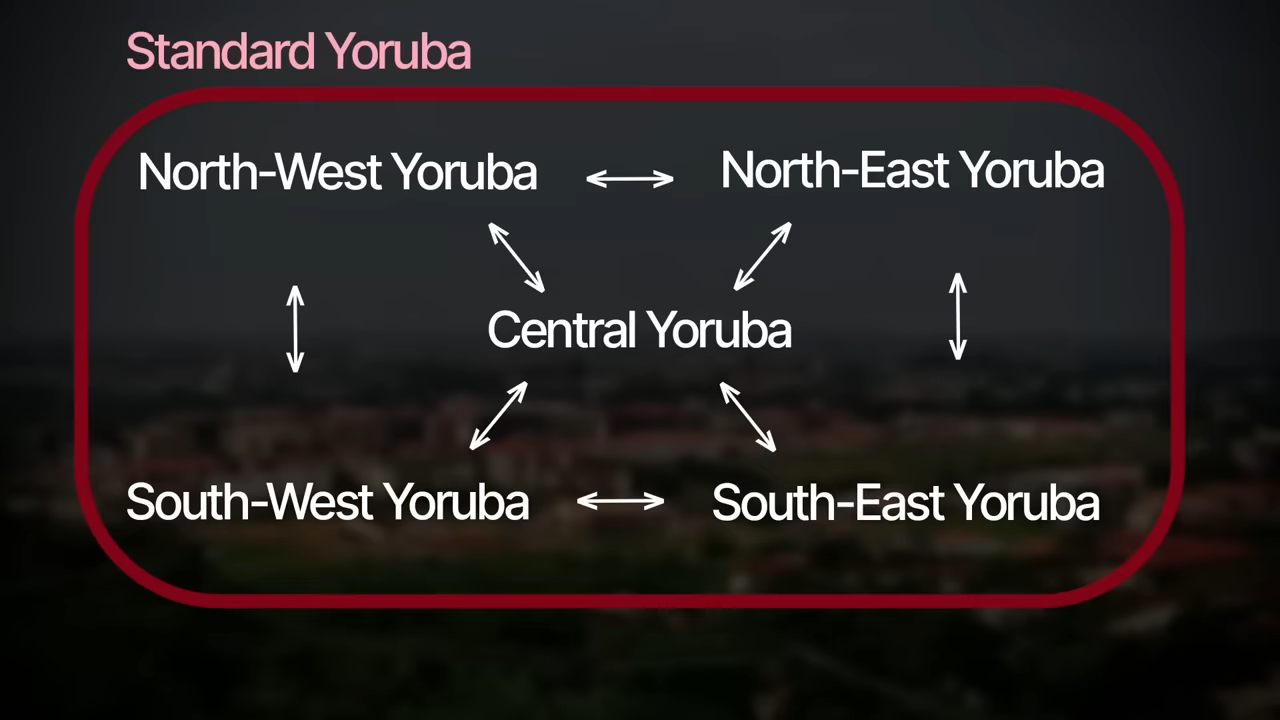 Standard Yoruba
North-West Yoruba
North-East Yoruba
Central Yoruba
South-West Yoruba
South-East Yoruba